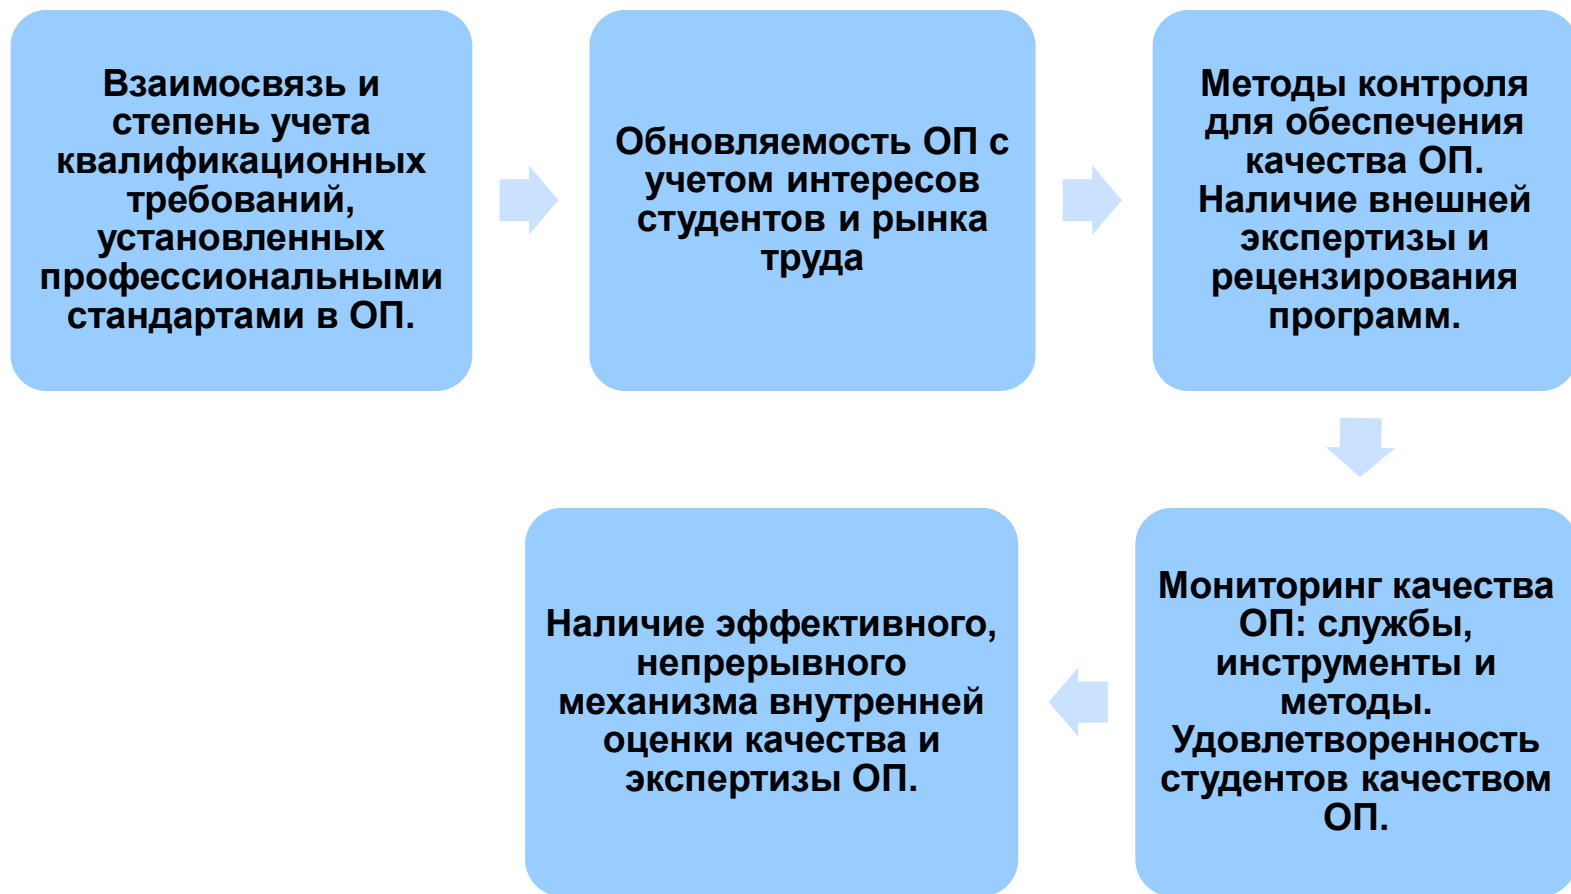 Взаимосвязь и
степень учета
квалификационных
требований,
установленных
профессиональными
стандартами в ОП.
Обновляемость ОП с
учетом интересов
студентов и рынка
труда
Методы контроля
для обеспечения
качества ОП.
Наличие внешней
экспертизы и
рецензирования
программ.
Мониторинг качества
ОП: службы,
инструменты и
методы.
Удовлетворенность
студентов качеством
ОП.
Наличие эффективного,
непрерывного
механизма внутренней
оценки качества и
экспертизы ОП.